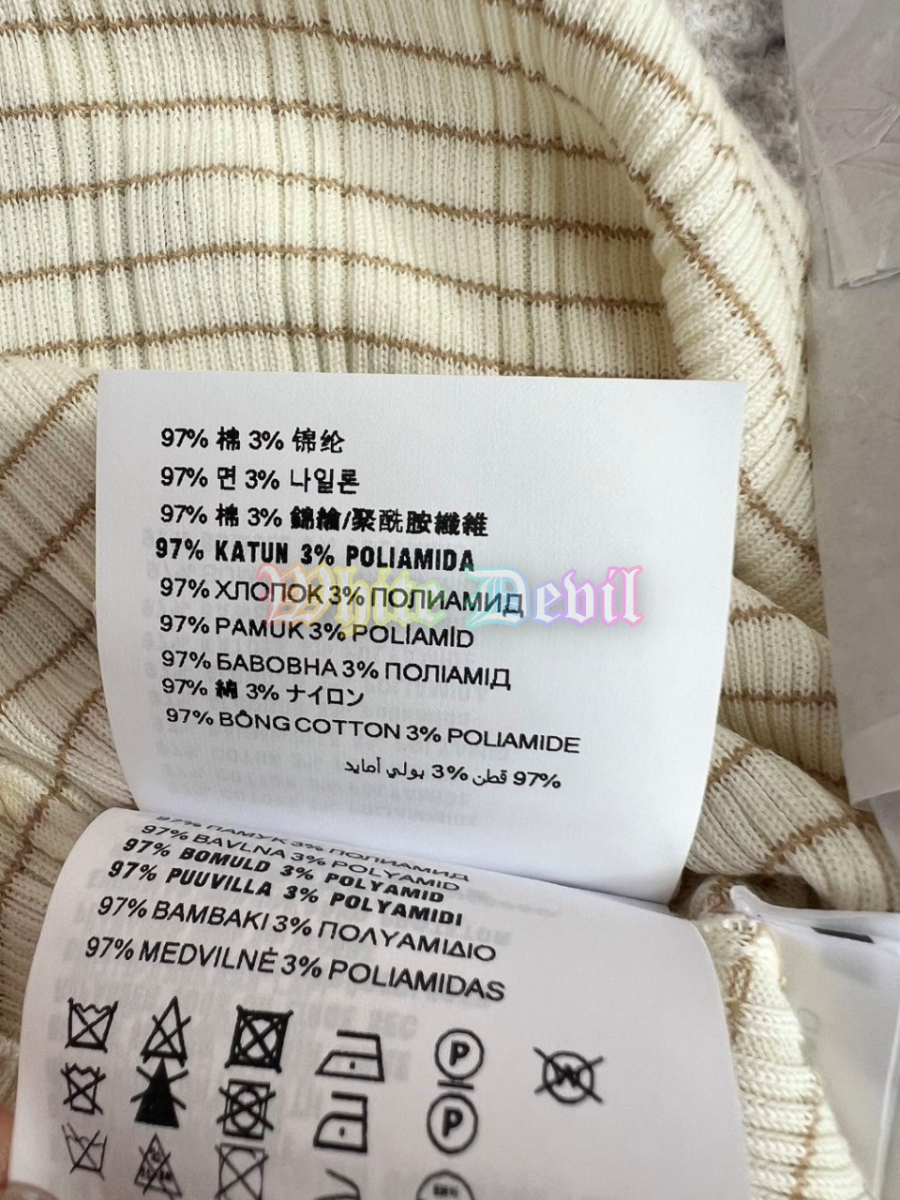 97% 棉 3% 锦纶
97% 면 3% 나일론
97% 棉 3% 錦綸/聚酰胺纖維
97% KATUN 3% POLIAMIDA
White Devil
97% ХЛОПОК 3% ПОЛИАМИД
97% PAMUK 3% POLİAMİD
97% БАВОВНА 3% ПОЛІАМІД
97% 綿 3% ナイロン
97% BÔNG COTTON 3% POLIAMIDE
97% قطن 3% بولي أمايد
97% ПАМУК 3% ПОЛИАМИД
97% BAVLNA 3% POLYAMID
97% BOMULD 3% POLYAMID
97% PUUVILLA 3% POLYAMIDI
97% BAMBAKI 3% ΠΟΛΥΑΜΙΔΙΟ
97% MEDVILNĖ 3% POLIAMIDAS
P
W
P